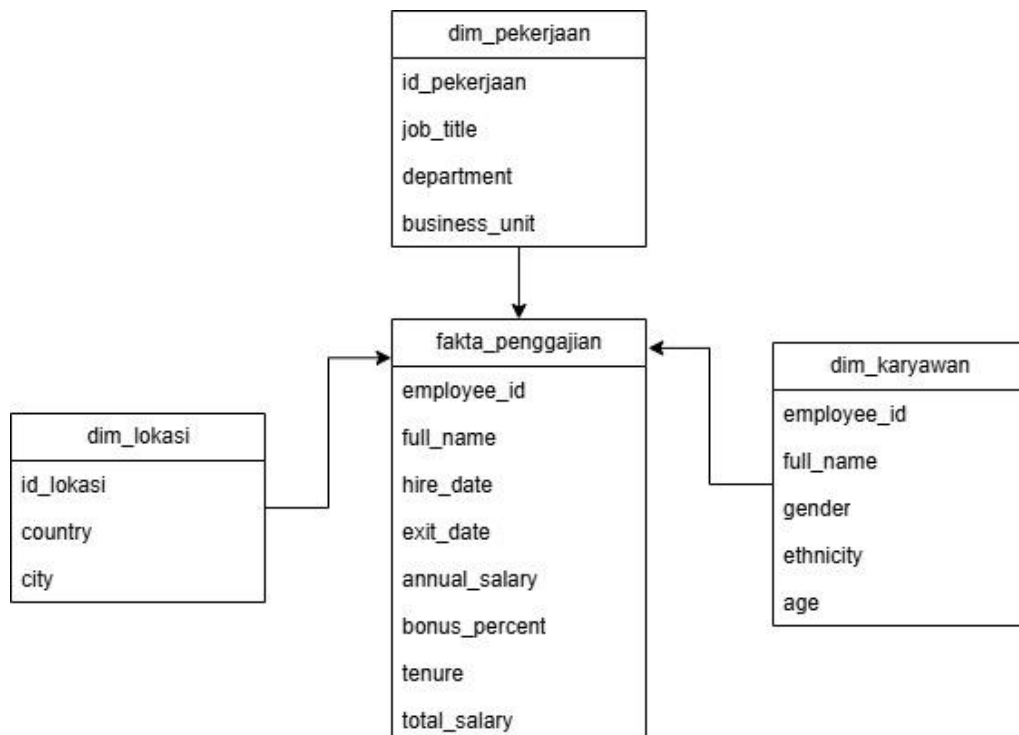 dim_pekerjaan
id_pekerjaan
job_title
department
business_unit
fakta_penggajian
employee_id
full_name
hire_date
exit_date
annual_salary
bonus_percent
tenure
total_salary
dim_lokasi
id_lokasi
country
city
dim_karyawan
employee_id
full_name
gender
ethnicity
age